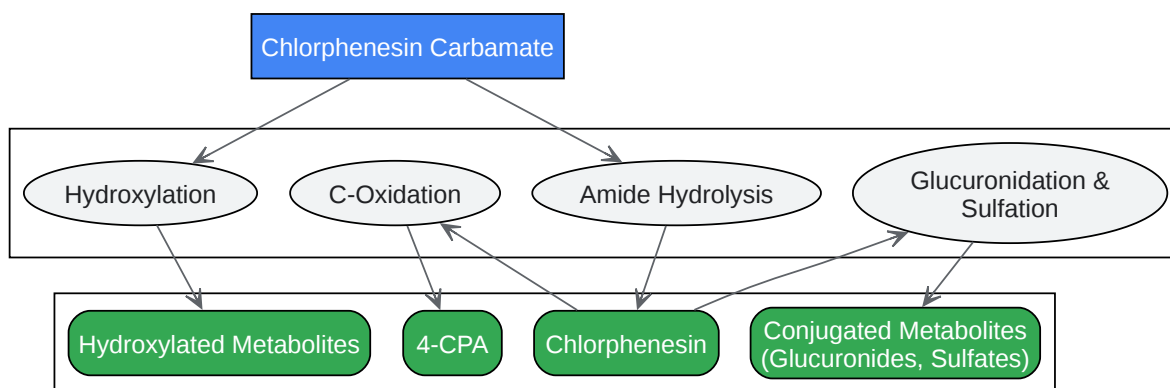 Chlorphenesin Carbamate
Hydroxylation
C-Oxidation
Amide Hydrolysis
Glucuronidation &
Sulfation
Hydroxylated Metabolites
4-CPA
Chlorphenesin
Conjugated Metabolites
(Glucuronides, Sulfates)